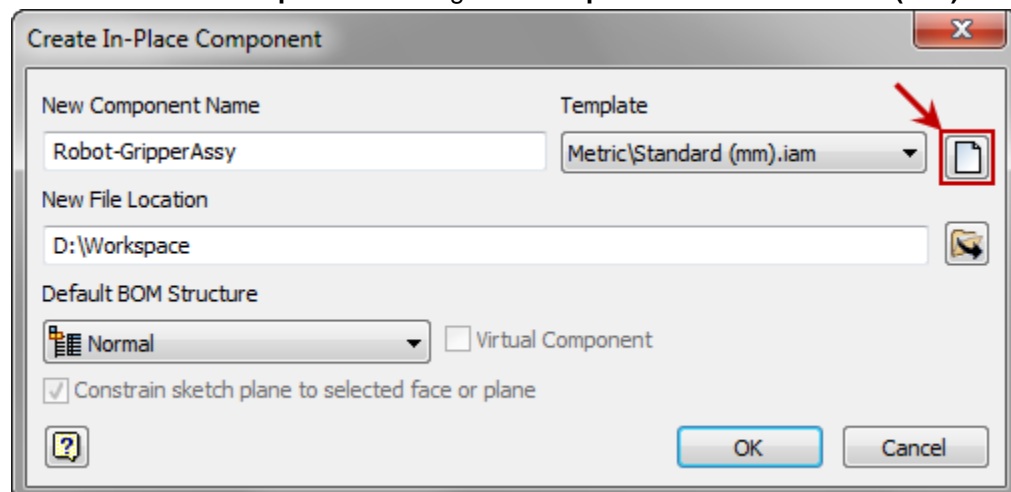 Create In-Place Component
New Component Name
Template
Robot-GripperAssy
Metric\Standard (mm).iam
New File Location
D:\Workspace
Default BOM Structure
Normal
Virtual Component
Constrain sketch plane to selected face or plane
OK
Cancel